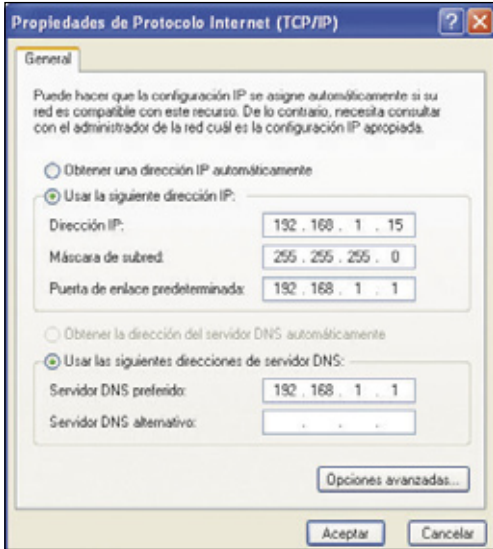 Propiedades de Protocolo Internet (TCP/IP)
General
Puede hacer que la configuración IP se asigne automáticamente si su
red es compatible con este recurso. De lo contrario, necesita consultar
con el administrador de la red cuál es la configuración IP apropiada.
Obtener una dirección IP automáticamente
Usar la siguiente dirección IP:
Dirección IP: 192 . 168 . 1 . 15
Máscara de subred: 255 . 255 . 255 . 0
Puerta de enlace predeterminada: 192 . 168 . 1 . 1
Obtener la dirección del servidor DNS automáticamente
Usar las siguientes direcciones de servidor DNS:
Servidor DNS preferido: 192 . 168 . 1 . 1
Servidor DNS alternativo: . . .
Opciones avanzadas...
Aceptar Cancelar